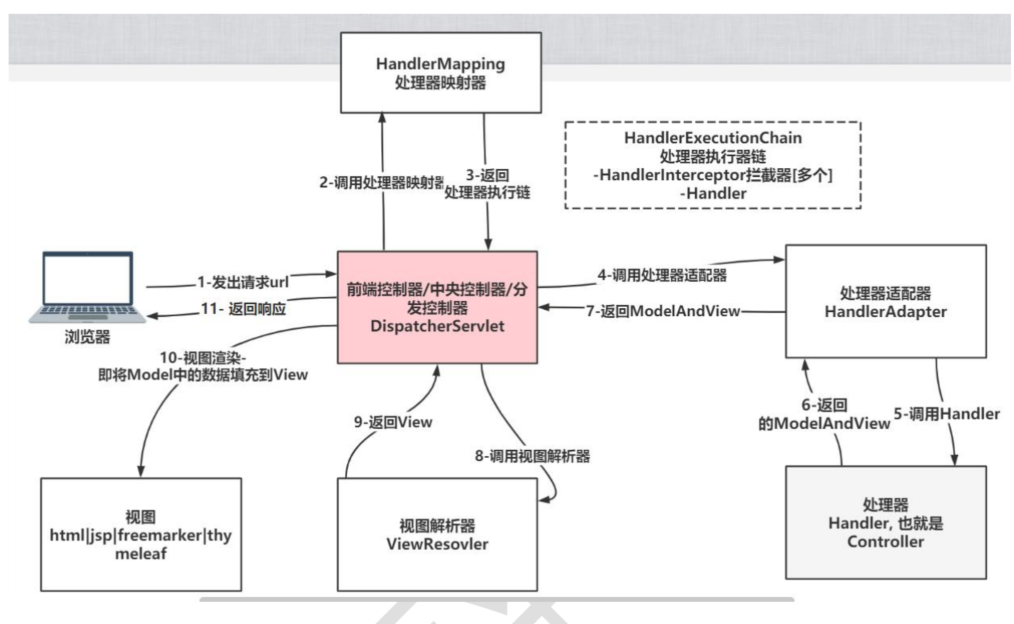 HandlerMapping
处理器映射器
HandlerExecutionChain
处理器执行器链
-HandlerInterceptor拦截器[多个]
-Handler
2-调用处理器映射器
3-返回
处理器执行链
1-发出请求url
11- 返回响应
浏览器
前端控制器/中央控制器/分
发控制器
DispatcherServlet
4-调用处理器适配器
7-返回ModelAndView
处理器适配器
HandlerAdapter
10-视图渲染-
即将Model中的数据填充到View
9-返回View
8-调用视图解析器
6-返回
的ModelAndView
5-调用Handler
视图
html|jsp|freemarker|thy
meleaf
视图解析器
ViewResovler
处理器
Handler, 也就是
Controller